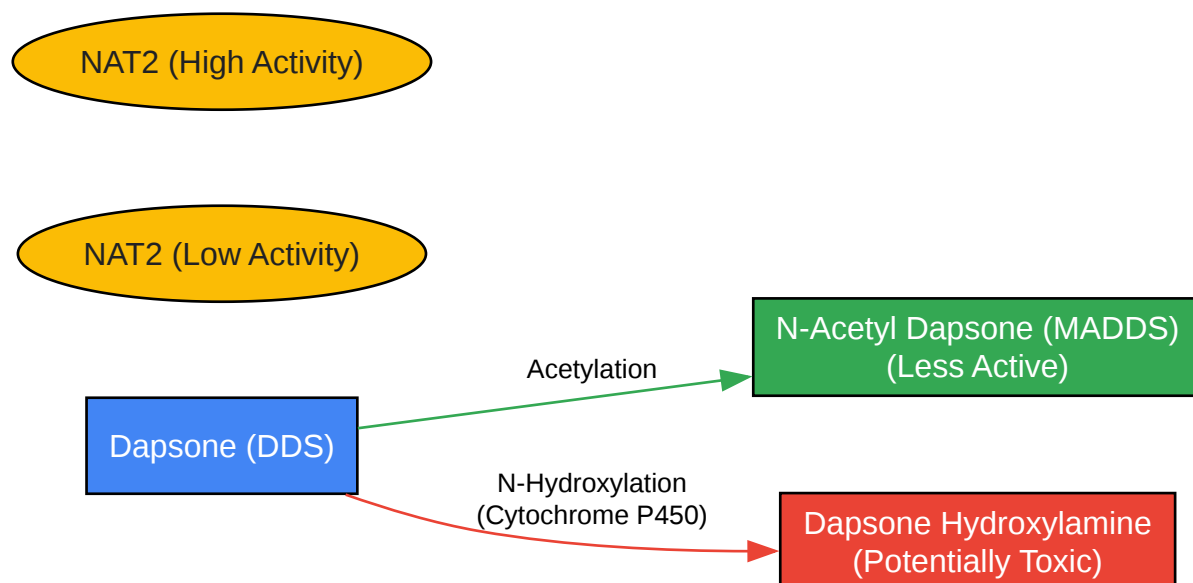 NAT2 (High Activity)
NAT2 (Low Activity)
N-Acetyl Dapsone (MADDS)
(Less Active)
Acetylation
Dapsone (DDS)
N-Hydroxylation
(Cytochrome P450)
Dapsone Hydroxylamine
(Potentially Toxic)